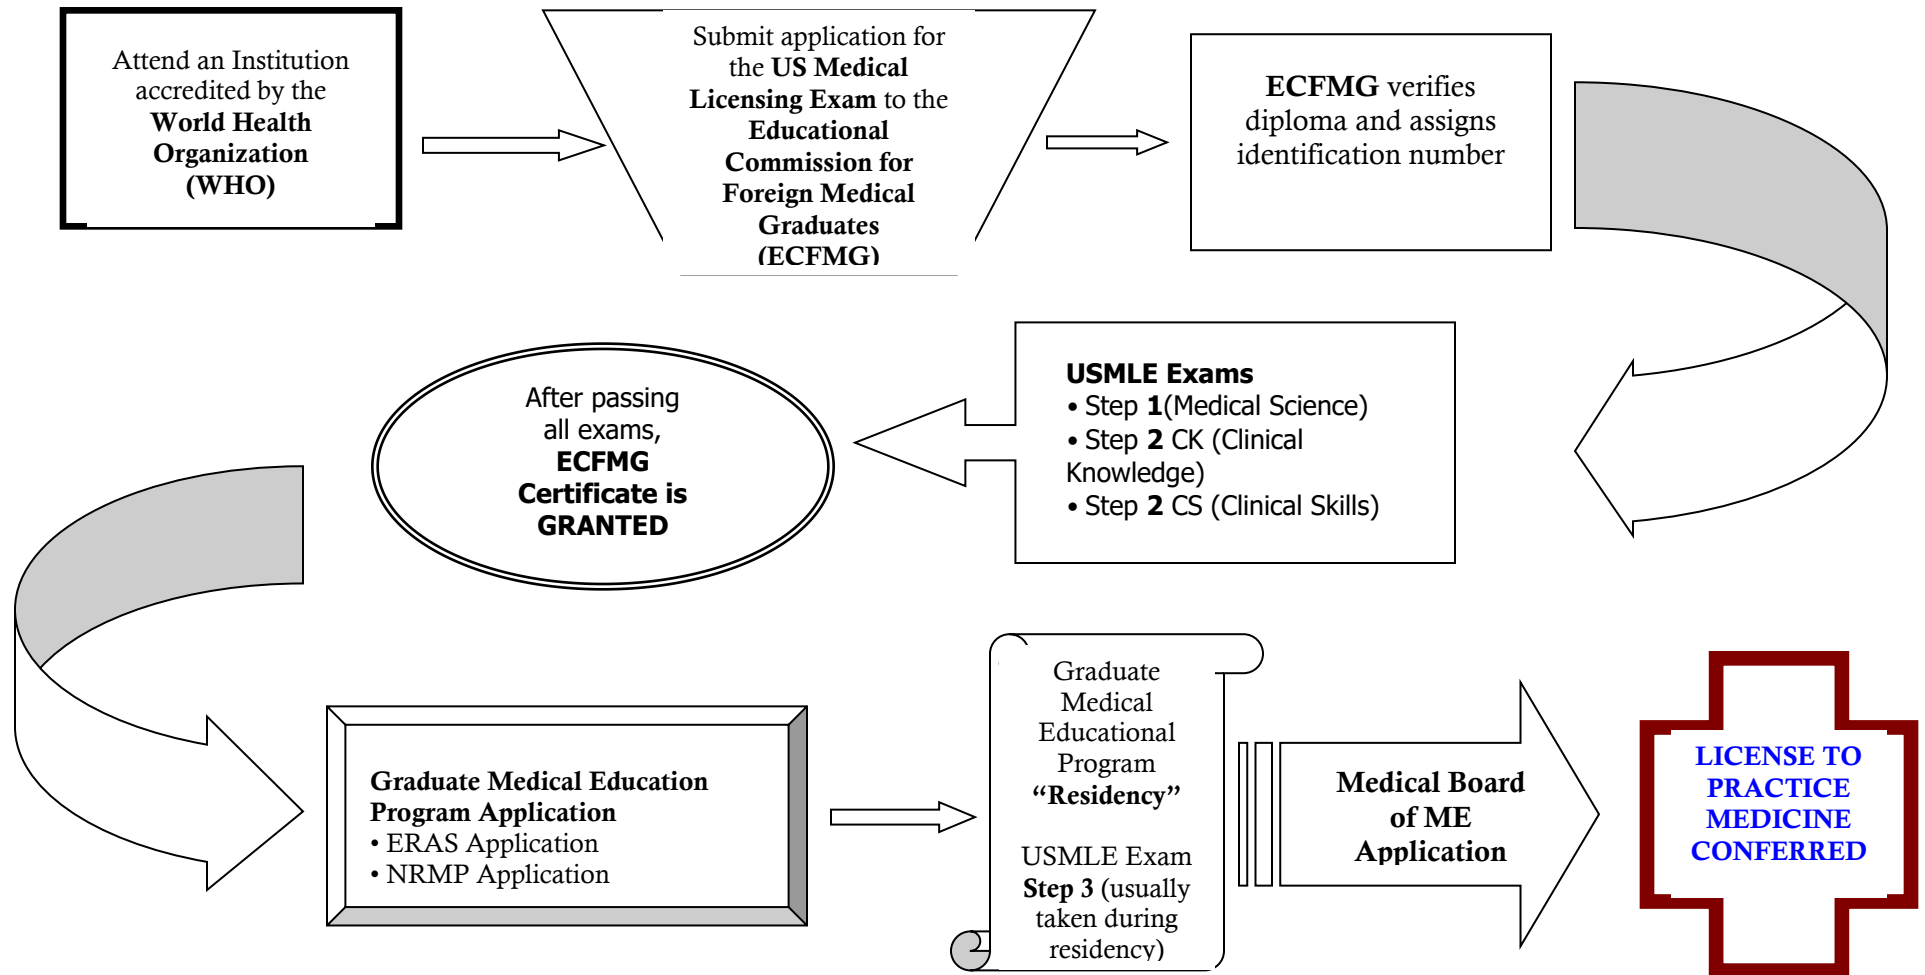 Attend an Institution
accredited by the
World Health
Organization
(WHO)
Submit application for
the US Medical
Licensing Exam to the
Educational
Commission for
Foreign Medical
Graduates
(ECFMG)
ECFMG verifies
diploma and assigns
identification number
USMLE Exams
• Step 1(Medical Science)
• Step 2 CK (Clinical
Knowledge)
• Step 2 CS (Clinical Skills)
After passing
all exams,
ECFMG
Certificate is
GRANTED
Graduate Medical Education
Program Application
• ERAS Application
• NRMP Application
Graduate
Medical
Educational
Program
“Residency”
USMLE Exam
Step 3 (usually
taken during
residency)
Medical Board
of ME
Application
LICENSE TO
PRACTICE
MEDICINE
CONFERRED